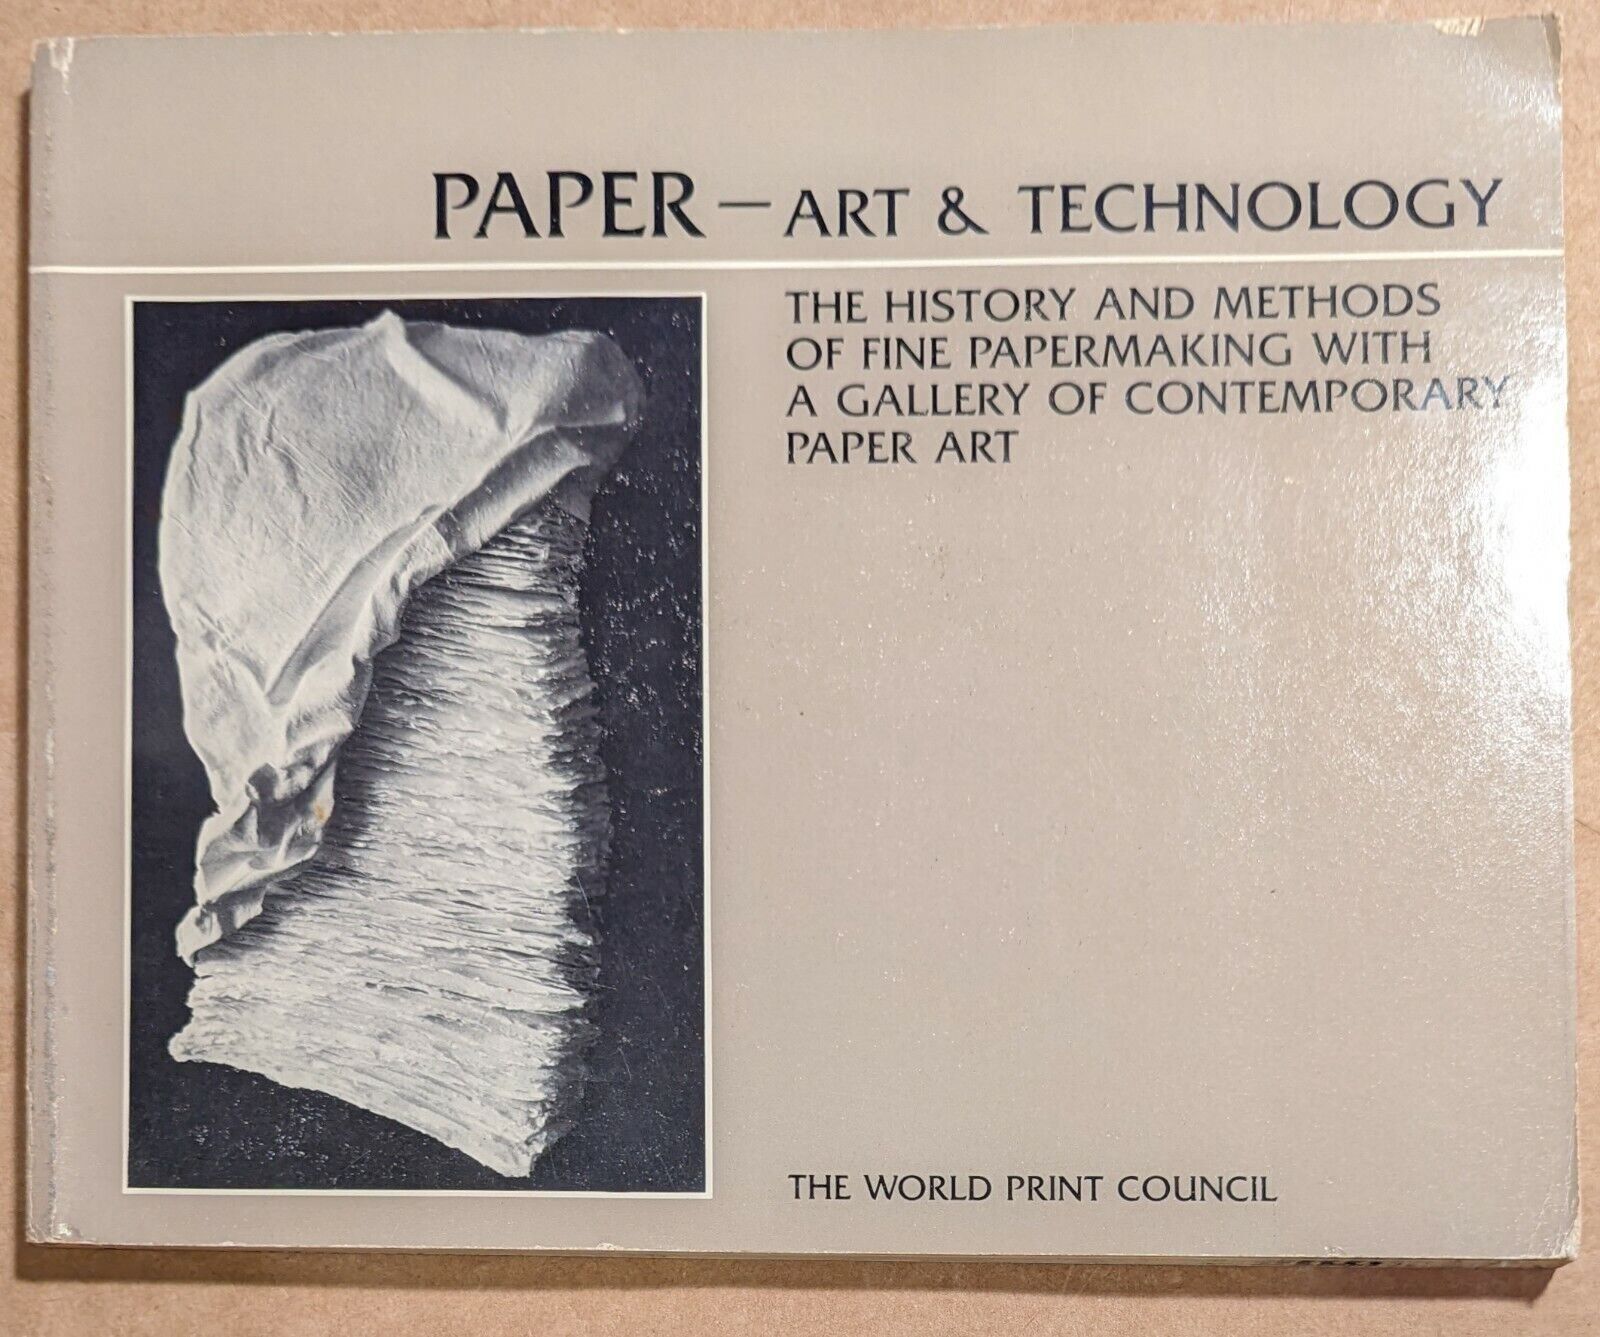 PAPER — ART & TECHNOLOGY
THE HISTORY AND METHODS
OF FINE PAPERMAKING WITH
A GALLERY OF CONTEMPORARY
PAPER ART
THE WORLD PRINT COUNCIL